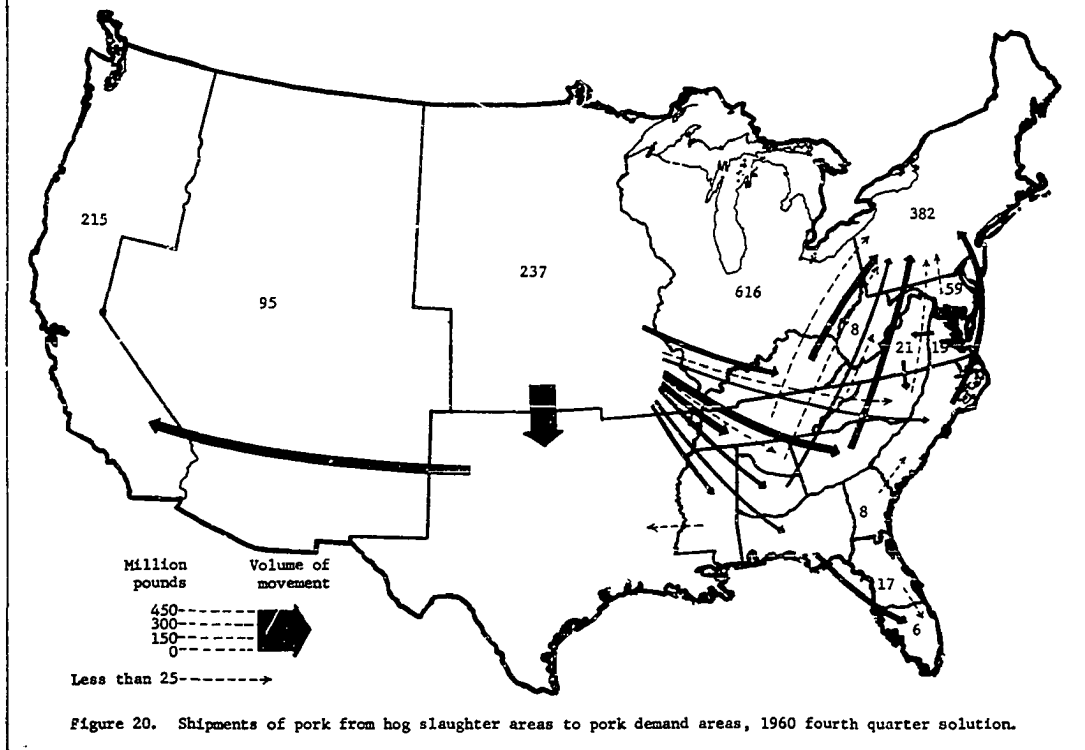 382
215
237
59
95
616
8
21
19
8
17
6
Million
pounds
Volume of
movement
450
300
150
0
Less than 25
Figure 20. Shipments of pork from hog slaughter areas to pork demand areas, 1960 fourth quarter solution.